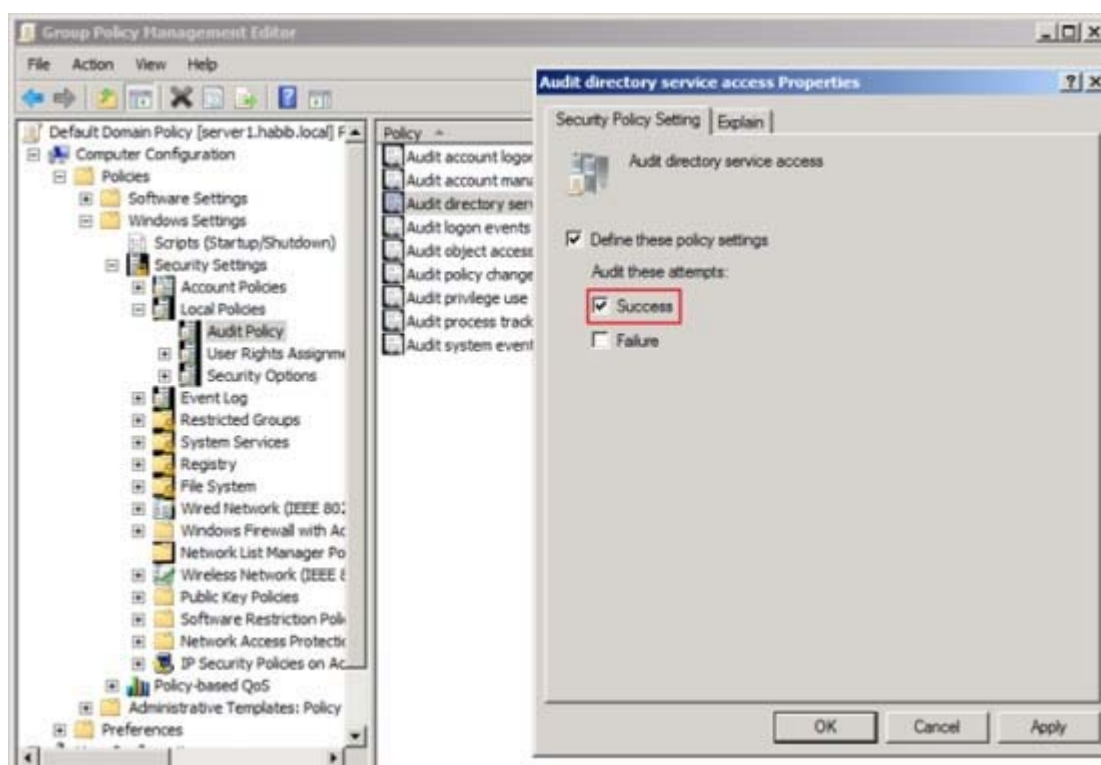 Group Policy Management Editor
File Action View Help
Default Domain Policy [server1.habib.local] P
Computer Configuration
Policies
Software Settings
Windows Settings
Scripts (Startup/Shutdown)
Security Settings
Account Policies
Local Policies
Audit Policy
User Rights Assignme
Security Options
Event Log
Restricted Groups
System Services
Registry
File System
Wired Network (IEEE 802
Windows Firewall with Ac
Network List Manager Po
Wireless Network (IEEE 8
Public Key Policies
Software Restriction Poli
Network Access Protectio
IP Security Policies on Ac
Policy-based QoS
Administrative Templates: Policy
Preferences
Policy
Audit account logon
Audit account mana
Audit directory serv
Audit logon events
Audit object access
Audit policy change
Audit privilege use
Audit process track
Audit system event
Audit directory service access Properties
Security Policy Setting Explain
Audit directory service access
Define these policy settings
Audit these attempts:
Success
Failure
OK Cancel Apply